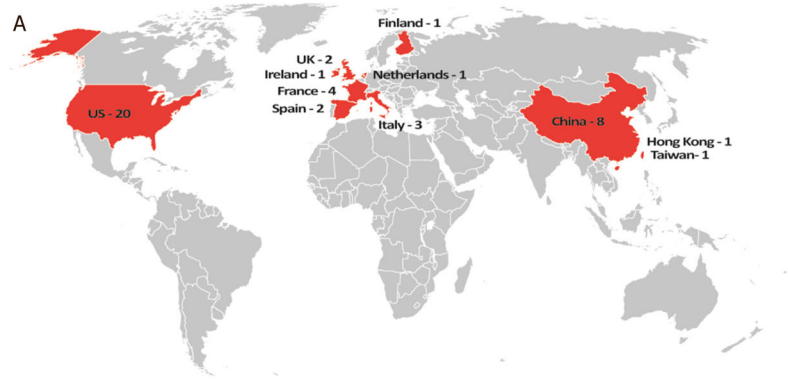 A
Finland - 1
UK - 2
Ireland - 1
Netherlands - 1
France - 4
Spain - 2
US - 20
Italy - 3
China - 8
Hong Kong - 1
Taiwan- 1